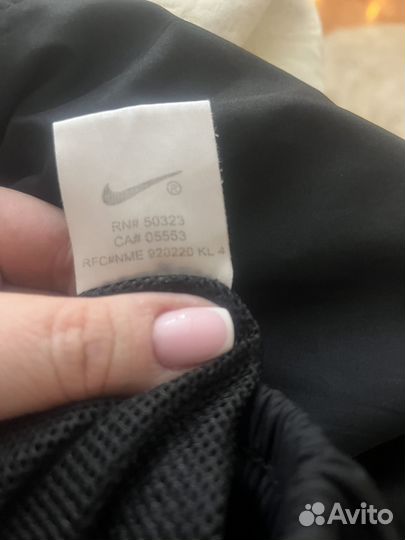 ®
RN# 50323
CA# 05553
RFC#NME 920220 KL 4
Avito